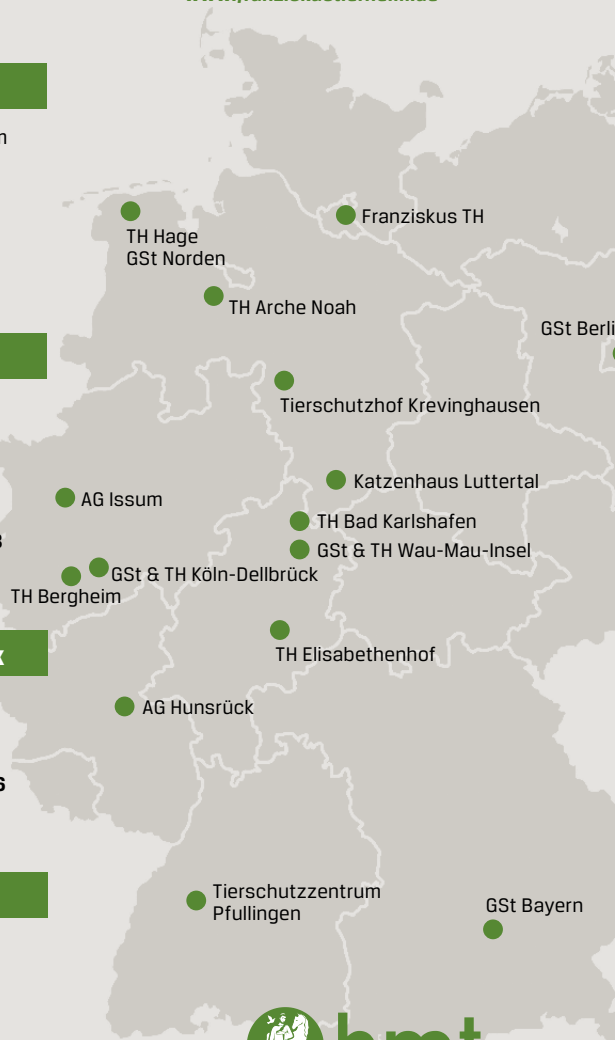 Franziskus TH
TH Hage
GSt Norden
TH Arche Noah
GSt Berli
Tierschutzhof Krevinghausen
Katzenhaus Luttertal
AG Issum
TH Bad Karlshafen
GSt & TH Wau-Mau-Insel
GSt & TH Köln-Dellbrück
TH Bergheim
TH Elisabethenhof
AG Hunsrück
Tierschutzzentrum
Pfullingen
GSt Bayern
bmt